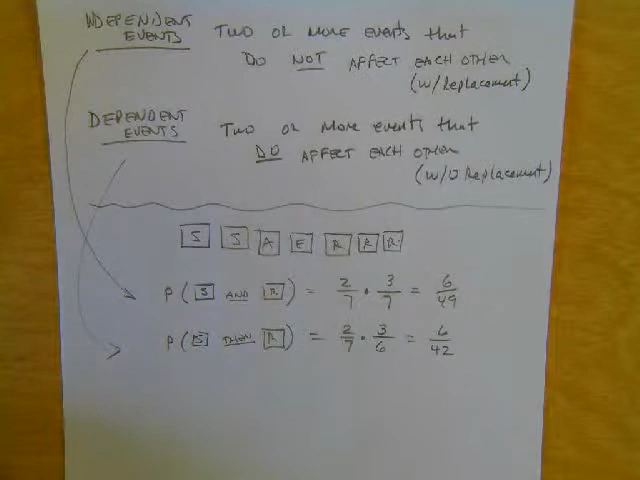 INDEPENDENT EVENTS Two or more events that
DO NOT AFFECT EACH OTHER
(w/Replacement)
DEPENDENT EVENTS Two or more events that
DO AFFECT EACH OTHER
(w/o Replacement)
S S A E R R R
P(S AND R) = 2/7 · 3/7 = 6/49
P(S THEN R) = 2/7 · 3/6 = 6/42